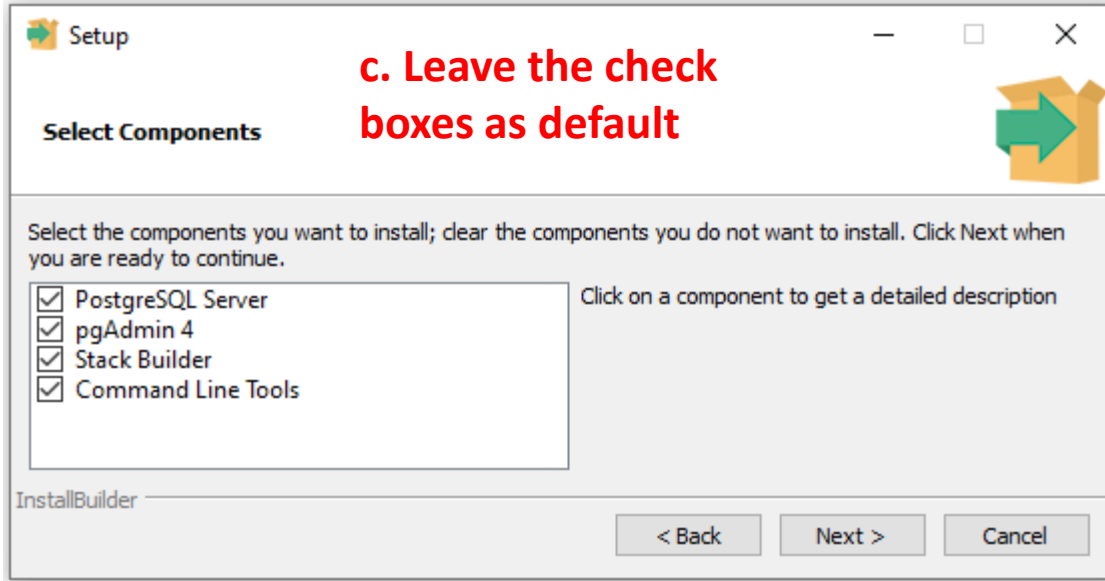 Setup
c. Leave the check
boxes as default
Select Components
Select the components you want to install; clear the components you do not want to install. Click Next when
you are ready to continue.
PostgreSQL Server
Click on a component to get a detailed description
pgAdmin 4
Stack Builder
Command Line Tools
InstallBuilder
< Back
Next >
Cancel